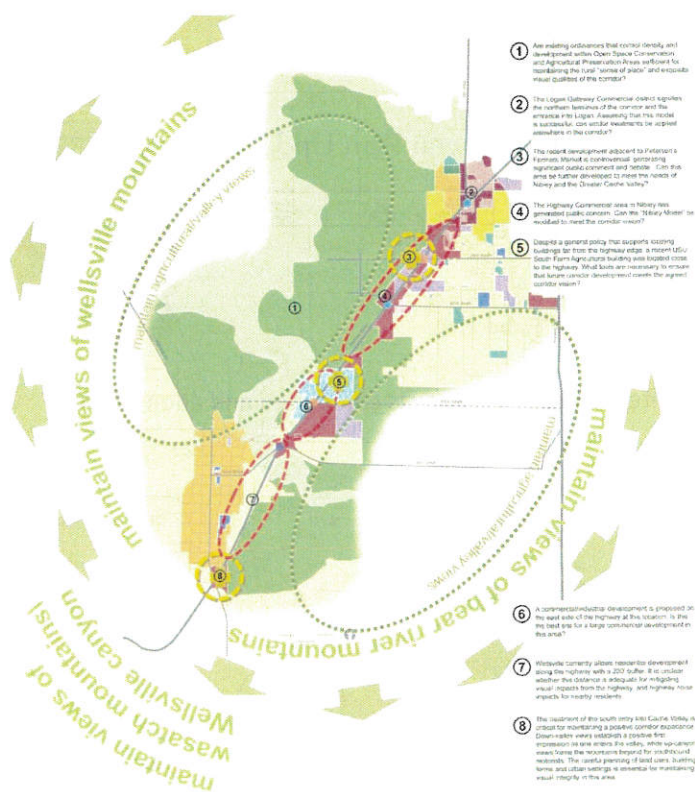 1
Are existing ordinances that control density and
development within Open Space Conservation
and Agricultural Preservation Areas sufficient for
maintaining the rural "sense of place" and exquisite
visual qualities of the corridor?
2
The Logan Gateway Commercial district signifies
the northern terminus of the corridor and the
entrance into Logan. Assuming that this model
is successful, can similar treatments be applied
elsewhere in the corridor?
3
The recent development adjacent to Peterson's
Farmers Market is controversial, generating
significant public comment and debate. Can this
area be further developed to meet the needs of
Nibley and the Greater Cache Valley?
4
The Highway Commercial area in Nibley has
generated public concern. Can the "Nibley Model" be
modified to meet the corridor vision?
5
Despite a general policy that supports locating
buildings far from the highway edge, a recent USU
South Farm Agricultural building was located close
to the highway. What tools are necessary to ensure
that future corridor development meets the agreed
corridor vision?
6
A commercial/industrial development is proposed on
the east side of the highway at this location. Is this
the best site for a large commercial development in
this area?
7
Wellsville currently allows residential development
along the highway with a 200' buffer. It is unclear
whether this distance is adequate for mitigating
visual impacts from the highway, and highway noise
impacts for nearby residents.
8
The treatment of the south entry into Cache Valley is
critical for maintaining a positive corridor experience.
Down-valley views establish a positive first
impression as one enters the valley, while up-canyon
views frame the mountains beyond for southbound
motorists. The careful planning of land uses, building
forms and urban settings is essential for maintaining
visual integrity in this area.
maintain views of wellsville mountains
maintain agricultural/valley views
maintain agricultural/valley views
maintain views of bear river mountains
maintain views of
wasatch mountains/
Wellsville canyon
2
3
4
1
5
6
7
8